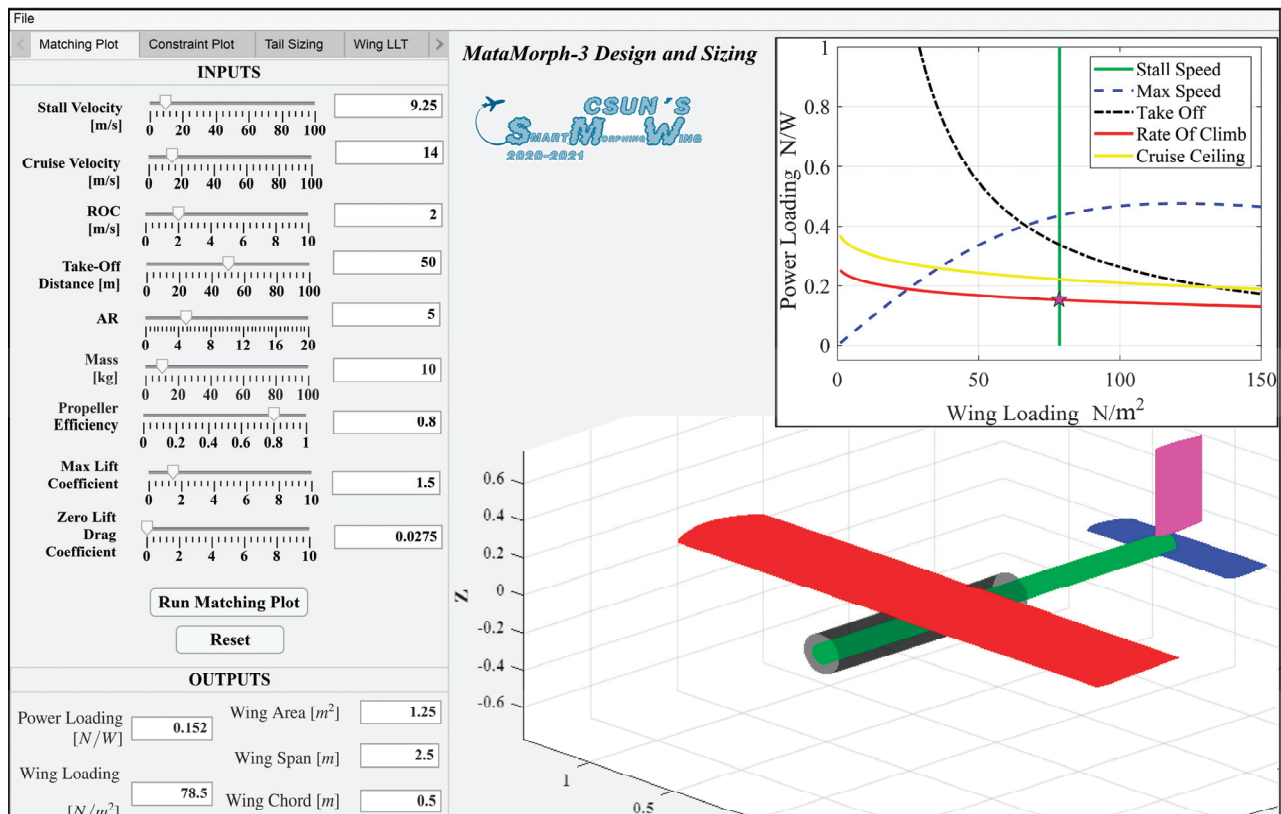 File
Matching Plot
Constraint Plot
Tail Sizing
Wing LLT
INPUTS
Stall Velocity
[m/s]
0 20 40 60 80 100
9.25
Cruise Velocity
[m/s]
0 20 40 60 80 100
14
ROC
[m/s]
0 2 4 6 8 10
2
Take-Off
Distance [m]
0 20 40 60 80 100
50
AR
0 4 8 12 16 20
5
Mass
[kg]
0 20 40 60 80 100
10
Propeller
Efficiency
0 0.2 0.4 0.6 0.8 1
0.8
Max Lift
Coefficient
0 2 4 6 8 10
1.5
Zero Lift
Drag
Coefficient
0 2 4 6 8 10
0.0275
Run Matching Plot
Reset
OUTPUTS
Power Loading
[N/W]
0.152
Wing Loading
[N/m²]
78.5
Wing Area [m²]
1.25
Wing Span [m]
2.5
Wing Chord [m]
0.5
MataMorph-3 Design and Sizing
CSUN'S
SMART MORPHING WING
2020-2021
Power Loading N/W
1
0.8
0.6
0.4
0.2
0
0 50 100 150
Wing Loading N/m²
Stall Speed
Max Speed
Take Off
Rate Of Climb
Cruise Ceiling
Z
0.6
0.4
0.2
0
-0.2
-0.4
-0.6
1
0.5